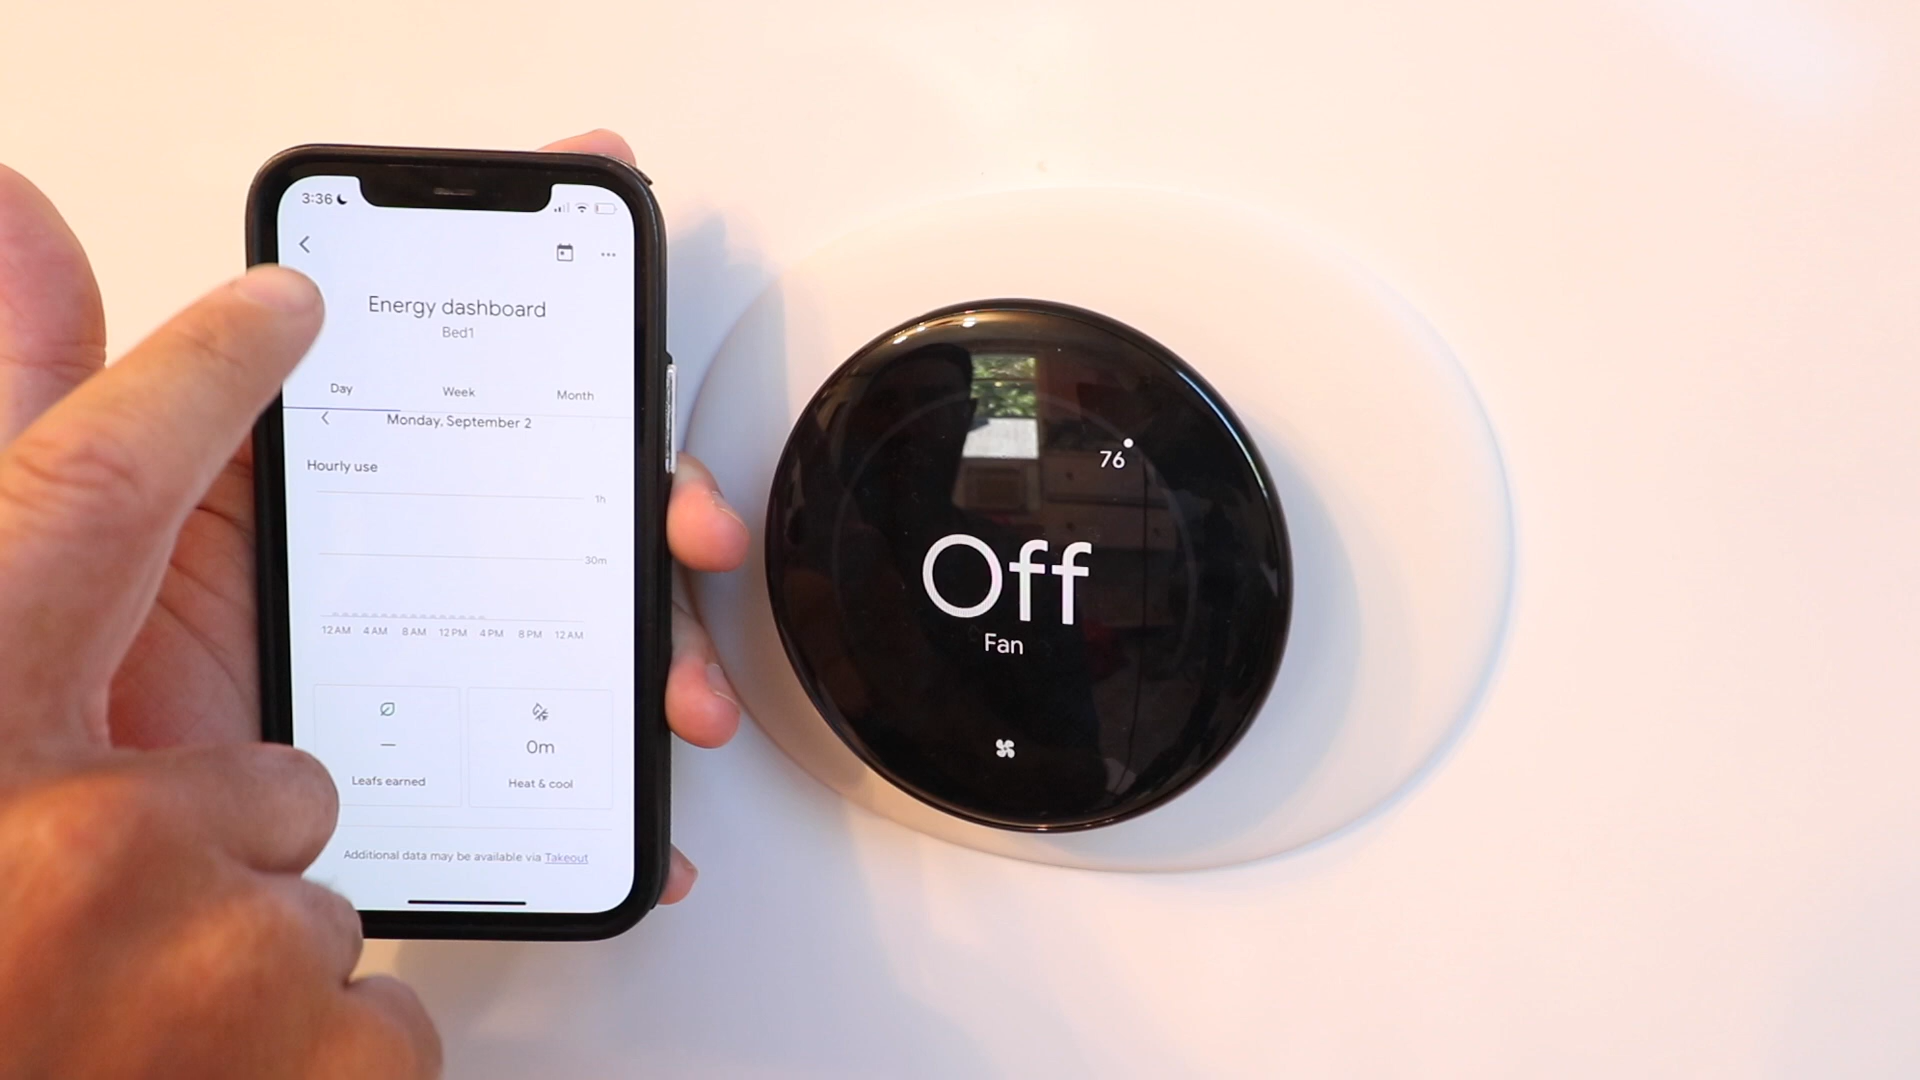 3:36
Energy dashboard
Bed1
Day Week Month
Monday, September 2
Hourly use
1h
30m
12 AM 4 AM 8 AM 12 PM 4 PM 8 PM 12 AM
— 0m
Leafs earned Heat & cool
Additional data may be available via Takeout
76
Off
Fan